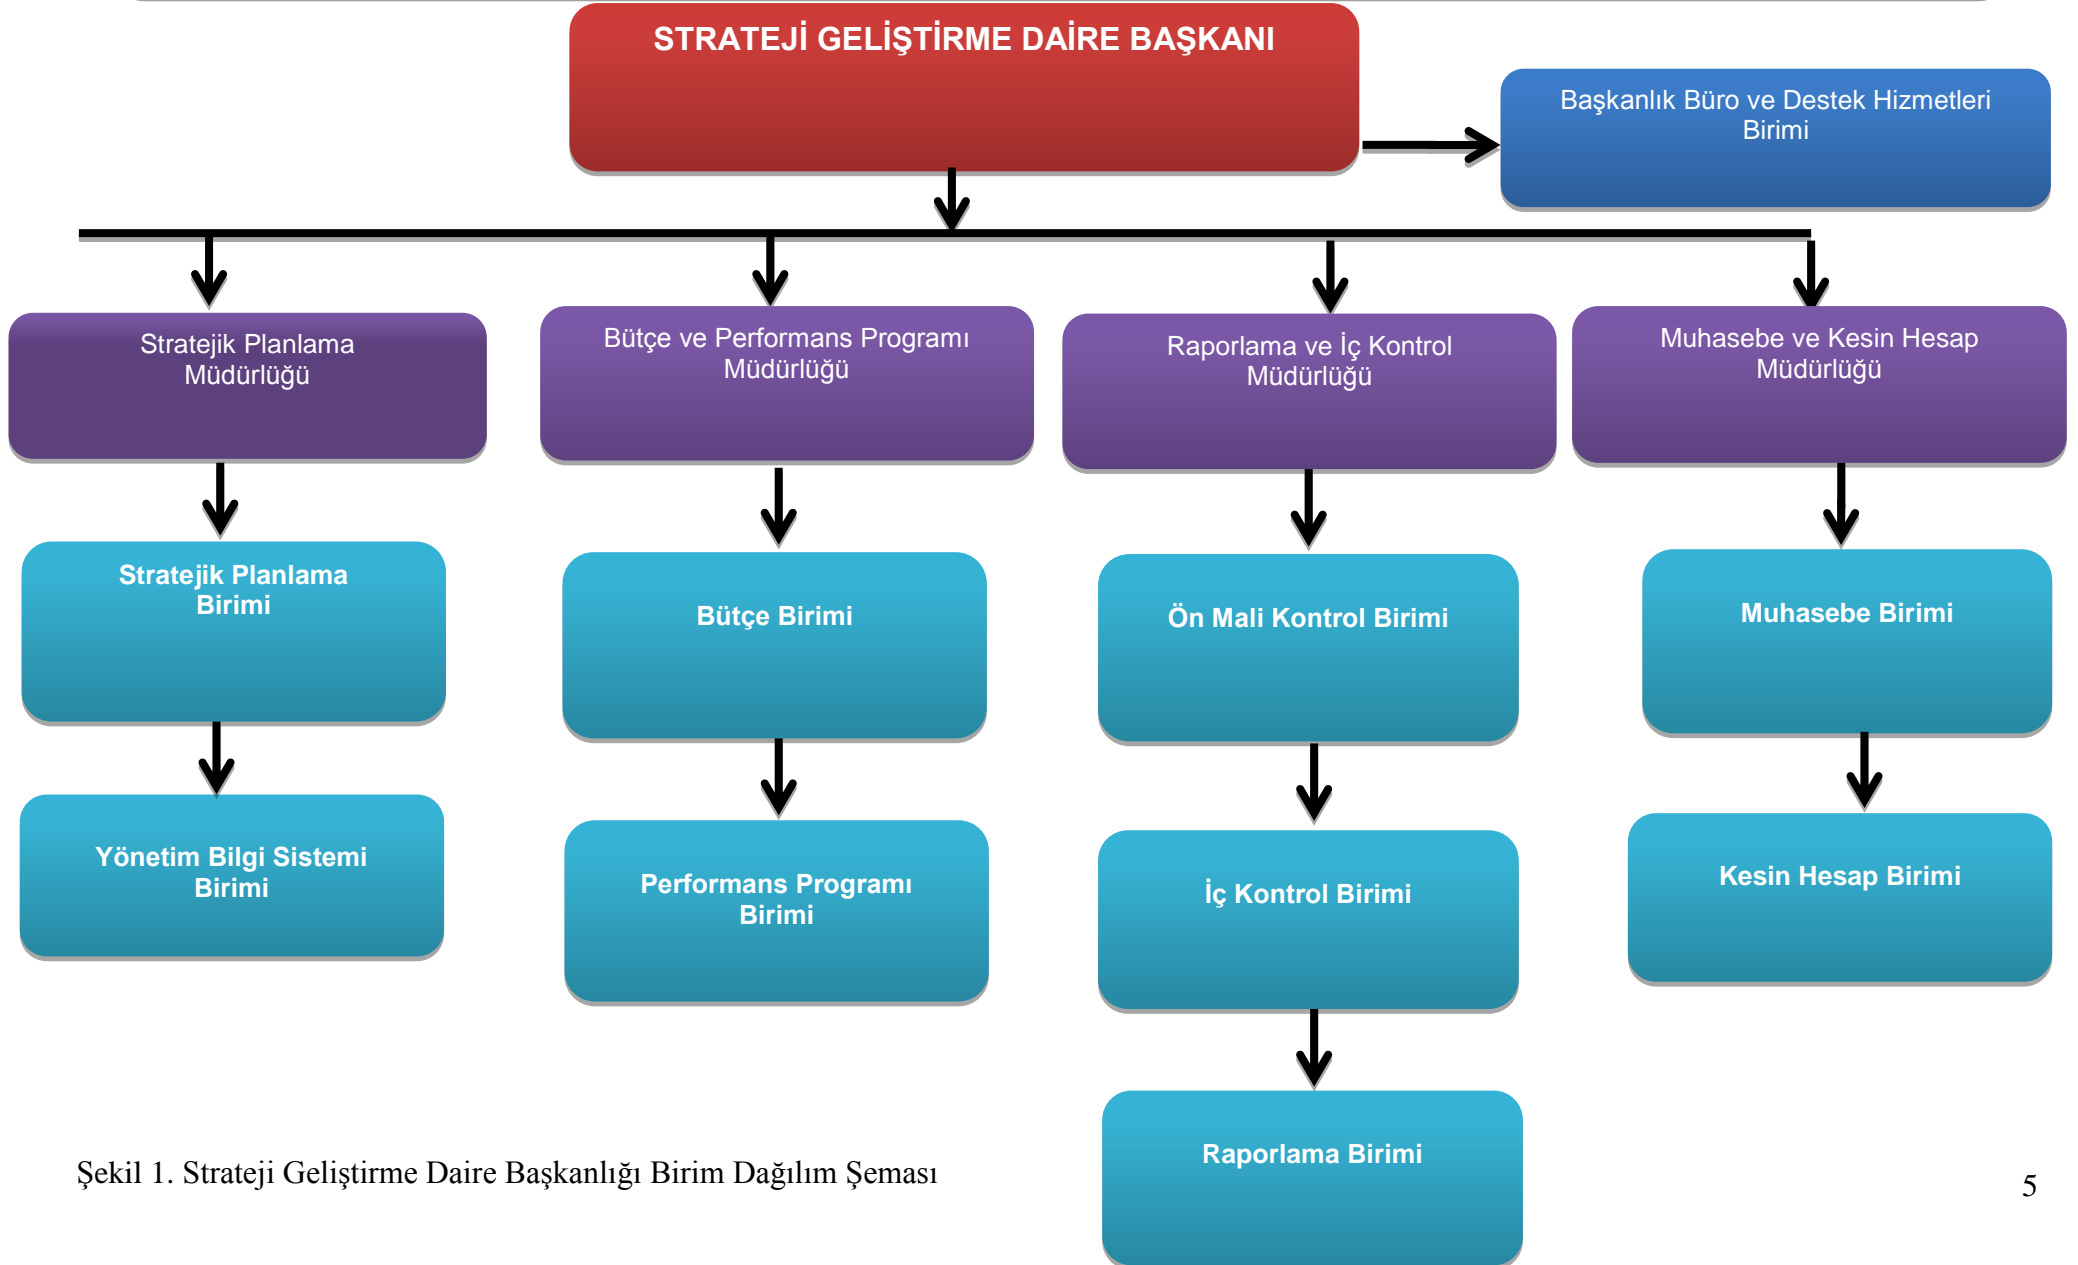 STRATEJİ GELİŞTİRME DAİRE BAŞKANI
Başkanlık Büro ve Destek Hizmetleri
Birimi
Stratejik Planlama
Müdürlüğü
Bütçe ve Performans Programı
Müdürlüğü
Raporlama ve İç Kontrol
Müdürlüğü
Muhasebe ve Kesin Hesap
Müdürlüğü
Stratejik Planlama
Birimi
Bütçe Birimi
Ön Mali Kontrol Birimi
Muhasebe Birimi
Yönetim Bilgi Sistemi
Birimi
Performans Programı
Birimi
İç Kontrol Birimi
Kesin Hesap Birimi
Raporlama Birimi
Şekil 1. Strateji Geliştirme Daire Başkanlığı Birim Dağılım Şeması
5